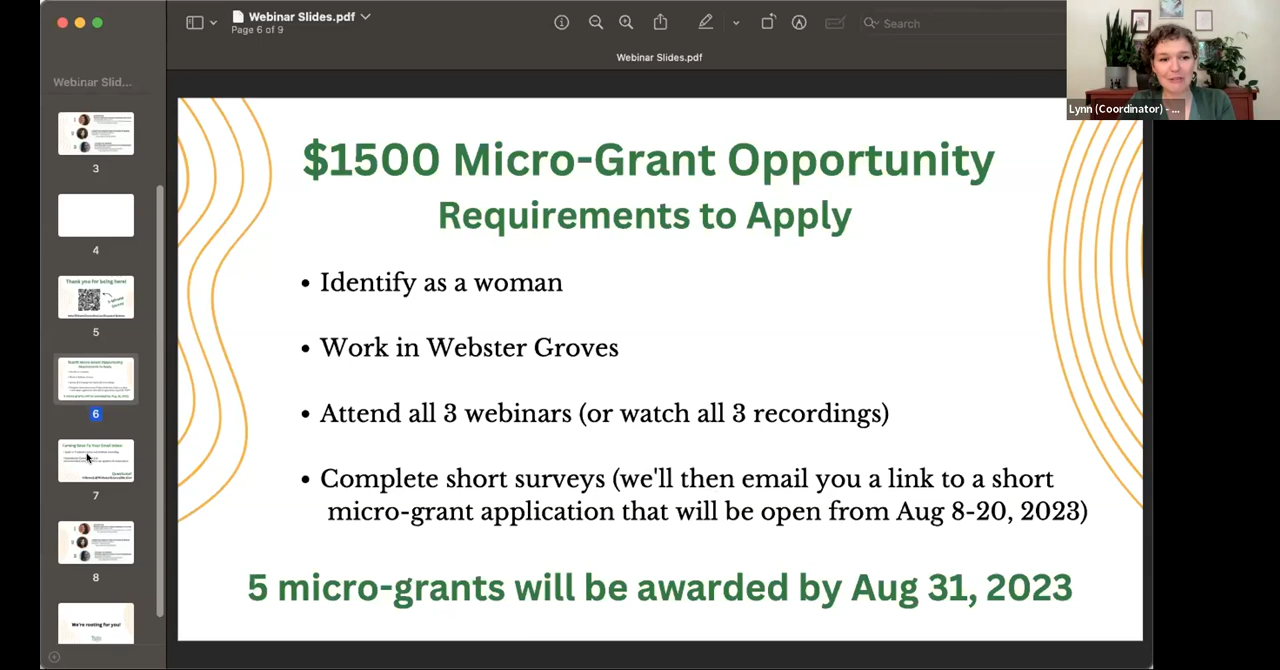 Webinar Slides.pdf
Page 6 of 9
Search
Webinar Slides.pdf
Lynn (Coordinator) - ...
Webinar Slid...
3
4
Thank you for being here!
5
6
7
8
We're rooting for you!
$1500 Micro-Grant Opportunity
Requirements to Apply
• Identify as a woman
• Work in Webster Groves
• Attend all 3 webinars (or watch all 3 recordings)
• Complete short surveys (we'll then email you a link to a short
micro-grant application that will be open from Aug 8-20, 2023)
5 micro-grants will be awarded by Aug 31, 2023